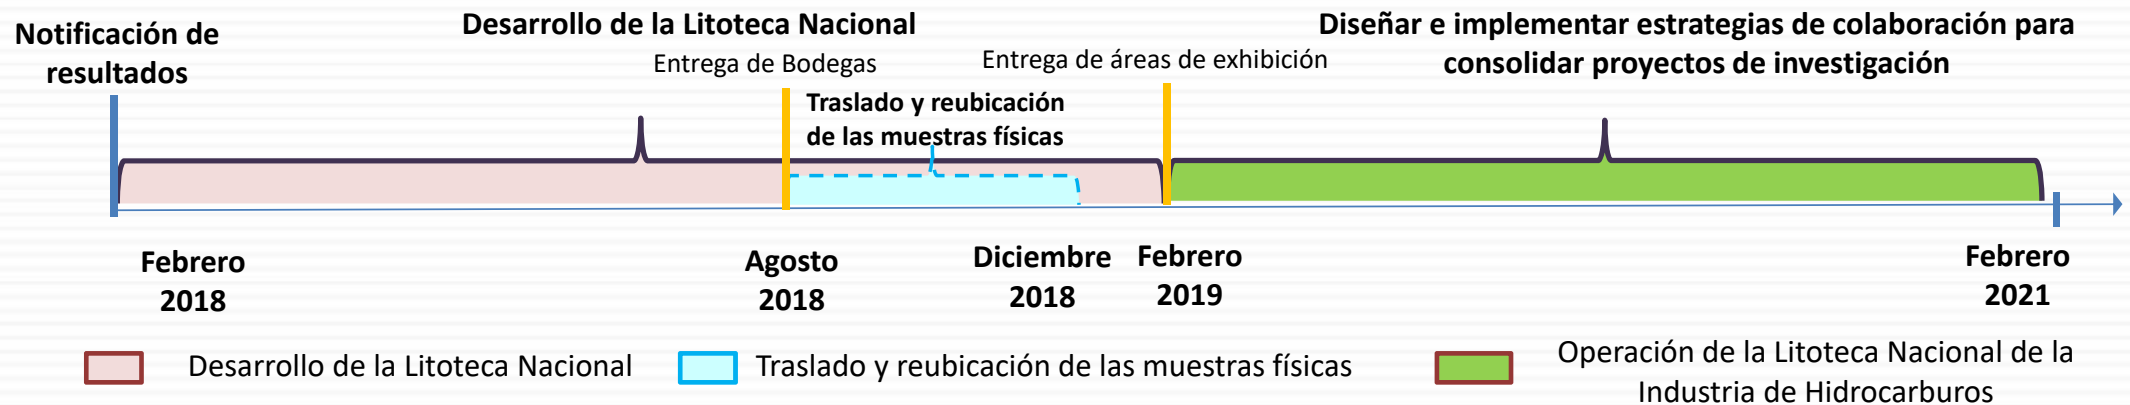 Notificación de
resultados
Desarrollo de la Litoteca Nacional
Entrega de Bodegas
Traslado y reubicación
de las muestras físicas
Entrega de áreas de exhibición
Diseñar e implementar estrategias de colaboración para
consolidar proyectos de investigación
Febrero
2018
Agosto
2018
Diciembre
2018
Febrero
2019
Febrero
2021
Desarrollo de la Litoteca Nacional
Traslado y reubicación de las muestras físicas
Operación de la Litoteca Nacional de la
Industria de Hidrocarburos